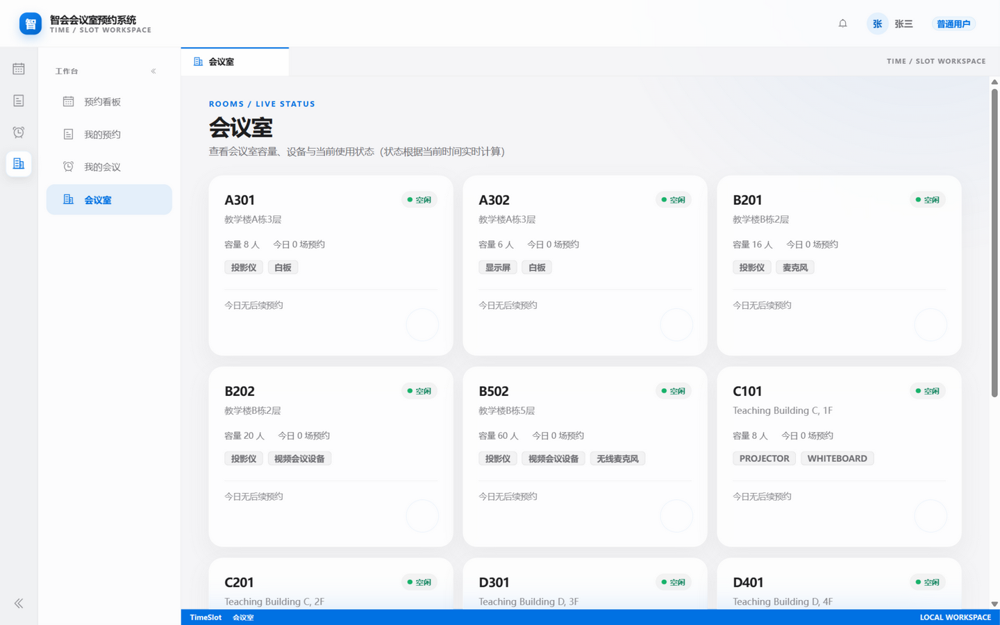 智
智会会议室预约系统
TIME / SLOT WORKSPACE
张
张三
普通用户
工作台
预约看板
我的预约
我的会议
会议室
会议室
TIME / SLOT WORKSPACE
ROOMS / LIVE STATUS
会议室
查看会议室容量、设备与当前使用状态（状态根据当前时间实时计算）
A301
空闲
教学楼A栋3层
容量 8 人 今日 0 场预约
投影仪 白板
今日无后续预约
A302
空闲
教学楼A栋3层
容量 6 人 今日 0 场预约
显示屏 白板
今日无后续预约
B201
空闲
教学楼B栋2层
容量 16 人 今日 0 场预约
投影仪 麦克风
今日无后续预约
B202
空闲
教学楼B栋2层
容量 20 人 今日 0 场预约
投影仪 视频会议设备
今日无后续预约
B502
空闲
教学楼B栋5层
容量 60 人 今日 0 场预约
投影仪 视频会议设备 无线麦克风
今日无后续预约
C101
空闲
Teaching Building C, 1F
容量 8 人 今日 0 场预约
PROJECTOR WHITEBOARD
今日无后续预约
C201
空闲
Teaching Building C, 2F
D301
空闲
Teaching Building D, 3F
D401
空闲
Teaching Building D, 4F
TimeSlot 会议室
LOCAL WORKSPACE